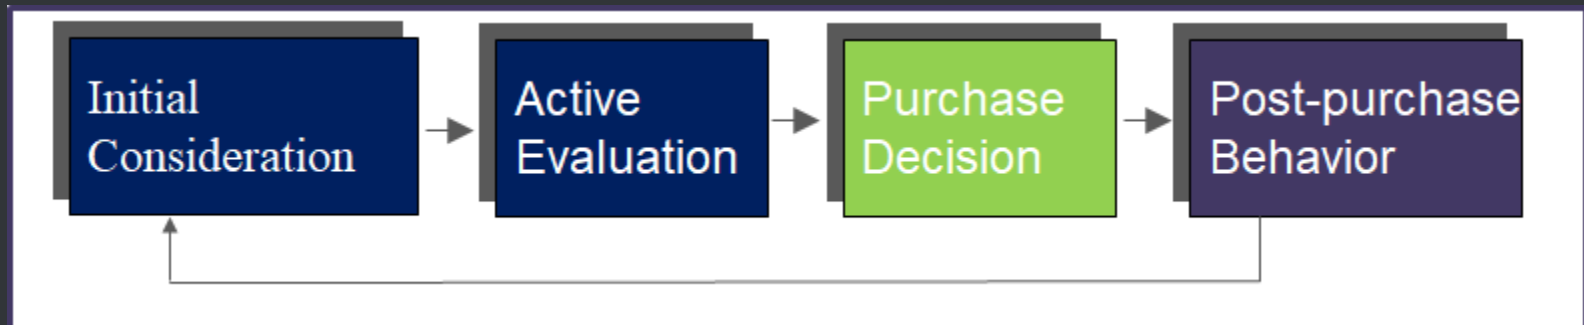 Initial
Consideration
Active
Evaluation
Purchase
Decision
Post-purchase
Behavior